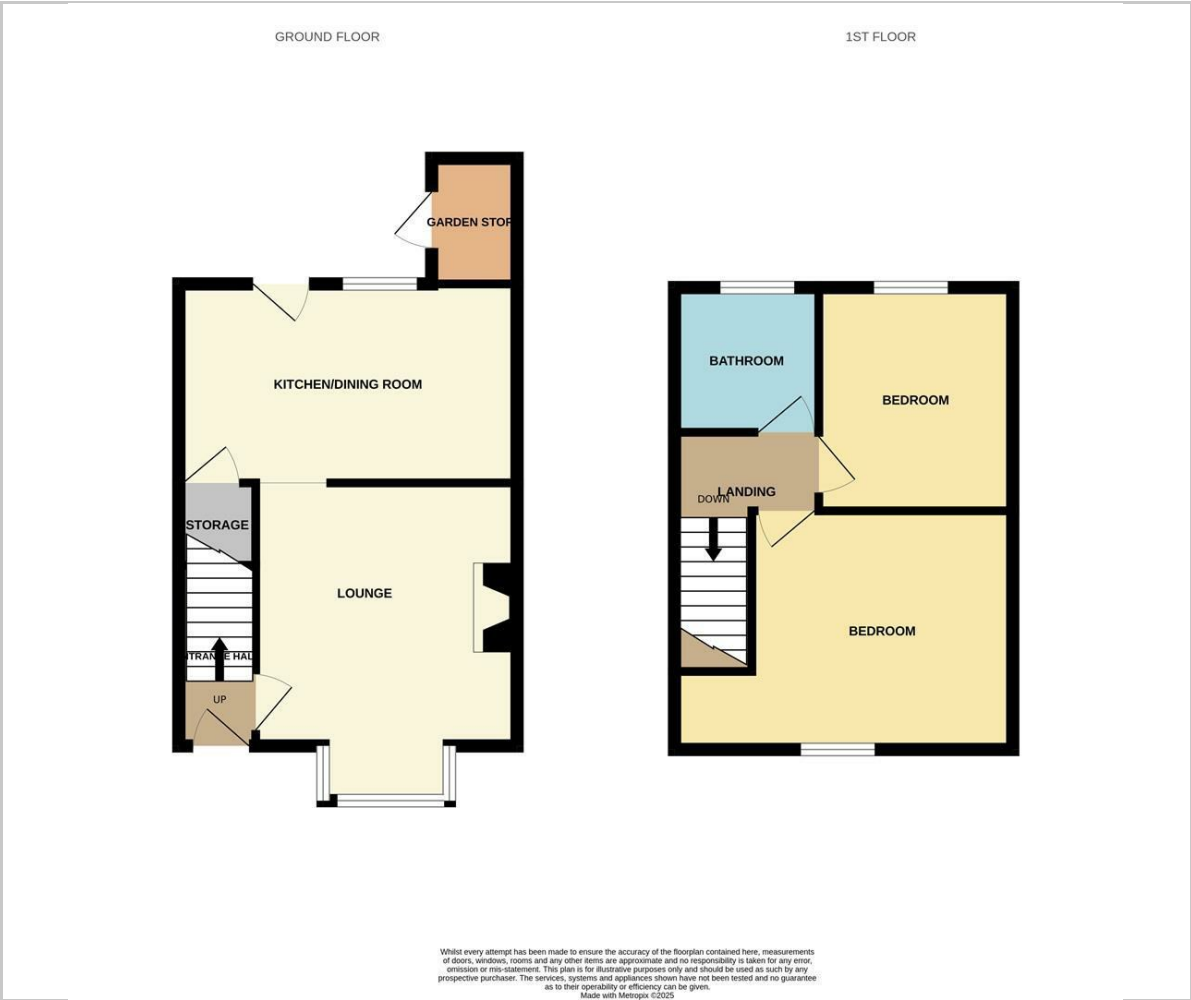 GROUND FLOOR
1ST FLOOR
GARDEN STOR
KITCHEN/DINING ROOM
STORAGE
LOUNGE
NTRANCE HAL
UP
BATHROOM
BEDROOM
LANDING
DOWN
BEDROOM
Whilst every attempt has been made to ensure the accuracy of the floorplan contained here, measurements
of doors, windows, rooms and any other items are approximate and no responsibility is taken for any error,
omission or mis-statement. This plan is for illustrative purposes only and should be used as such by any
prospective purchaser. The services, systems and appliances shown have not been tested and no guarantee
as to their operability or efficiency can be given.
Made with Metropix ©2025